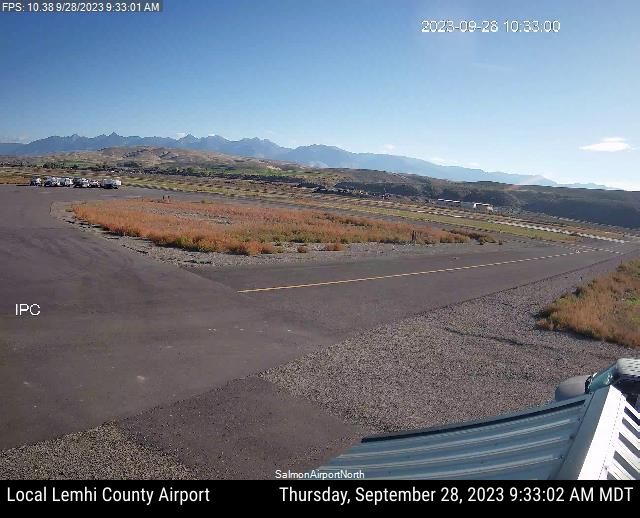 FPS: 10.38 9/28/2023 9:33:01 AM
2023-09-28 10:33:00
IPC
SalmonAirportNorth
Local Lemhi County Airport Thursday, September 28, 2023 9:33:02 AM MDT